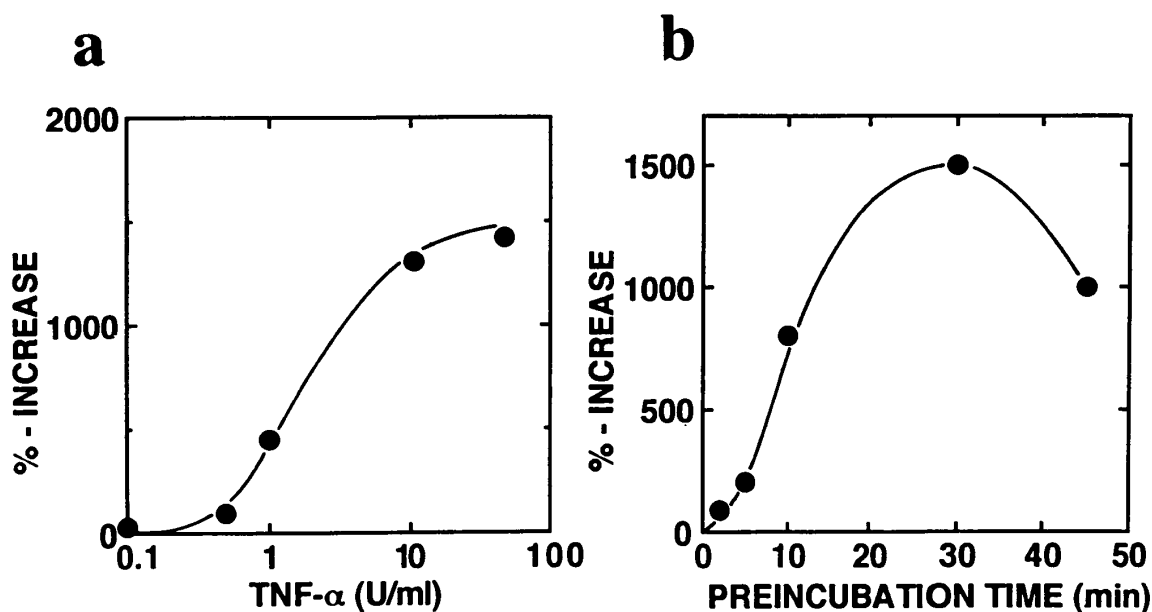 a
2000
1000
0
% - INCREASE
0.1 1 10 100
TNF-α (U/ml)
b
1500
1000
500
0
% - INCREASE
0 10 20 30 40 50
PREINCUBATION TIME (min)